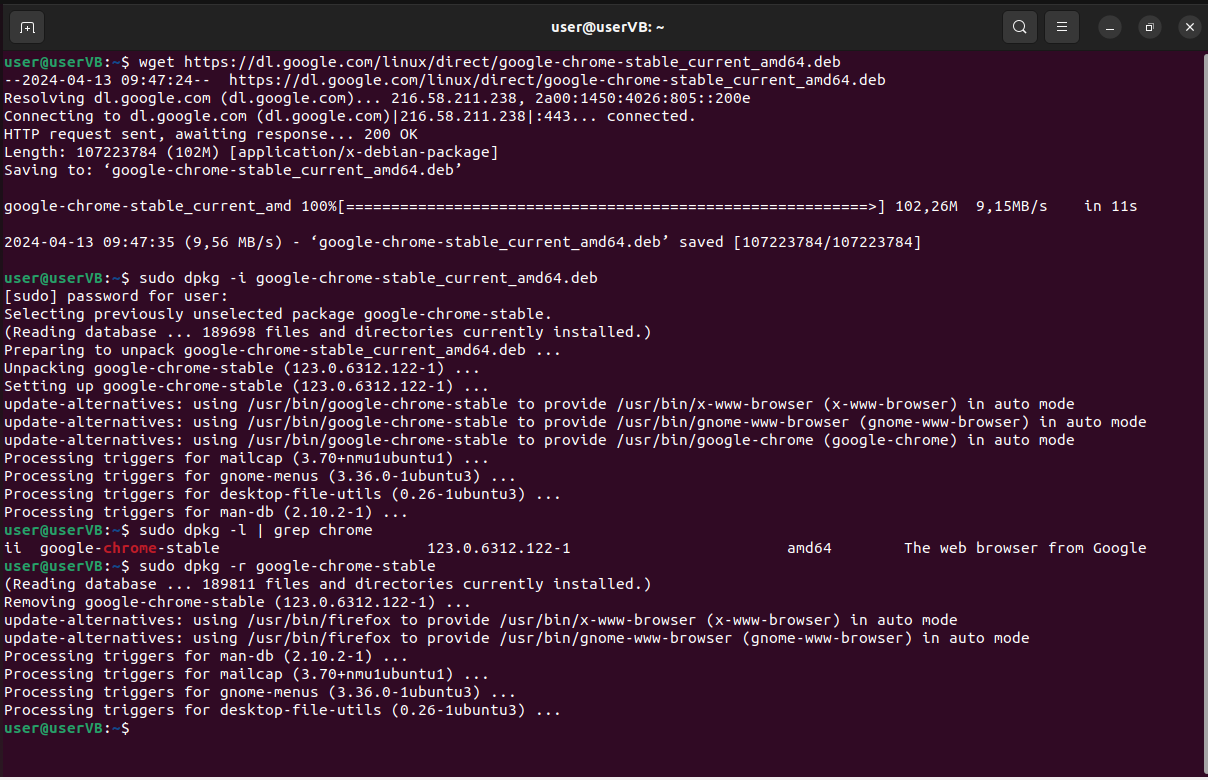 user@userVB: ~
user@userVB:~$ wget https://dl.google.com/linux/direct/google-chrome-stable_current_amd64.deb
--2024-04-13 09:47:24--  https://dl.google.com/linux/direct/google-chrome-stable_current_amd64.deb
Resolving dl.google.com (dl.google.com)... 216.58.211.238, 2a00:1450:4026:805::200e
Connecting to dl.google.com (dl.google.com)|216.58.211.238|:443... connected.
HTTP request sent, awaiting response... 200 OK
Length: 107223784 (102M) [application/x-debian-package]
Saving to: ‘google-chrome-stable_current_amd64.deb’
google-chrome-stable_current_amd 100%[==========================================================>] 102,26M  9,15MB/s    in 11s
2024-04-13 09:47:35 (9,56 MB/s) - ‘google-chrome-stable_current_amd64.deb’ saved [107223784/107223784]
user@userVB:~$ sudo dpkg -i google-chrome-stable_current_amd64.deb
[sudo] password for user:
Selecting previously unselected package google-chrome-stable.
(Reading database ... 189698 files and directories currently installed.)
Preparing to unpack google-chrome-stable_current_amd64.deb ...
Unpacking google-chrome-stable (123.0.6312.122-1) ...
Setting up google-chrome-stable (123.0.6312.122-1) ...
update-alternatives: using /usr/bin/google-chrome-stable to provide /usr/bin/x-www-browser (x-www-browser) in auto mode
update-alternatives: using /usr/bin/google-chrome-stable to provide /usr/bin/gnome-www-browser (gnome-www-browser) in auto mode
update-alternatives: using /usr/bin/google-chrome-stable to provide /usr/bin/google-chrome (google-chrome) in auto mode
Processing triggers for mailcap (3.70+nmu1ubuntu1) ...
Processing triggers for gnome-menus (3.36.0-1ubuntu3) ...
Processing triggers for desktop-file-utils (0.26-1ubuntu3) ...
Processing triggers for man-db (2.10.2-1) ...
user@userVB:~$ sudo dpkg -l | grep chrome
ii  google-chrome-stable                       123.0.6312.122-1                        amd64        The web browser from Google
user@userVB:~$ sudo dpkg -r google-chrome-stable
(Reading database ... 189811 files and directories currently installed.)
Removing google-chrome-stable (123.0.6312.122-1) ...
update-alternatives: using /usr/bin/firefox to provide /usr/bin/x-www-browser (x-www-browser) in auto mode
update-alternatives: using /usr/bin/firefox to provide /usr/bin/gnome-www-browser (gnome-www-browser) in auto mode
Processing triggers for man-db (2.10.2-1) ...
Processing triggers for mailcap (3.70+nmu1ubuntu1) ...
Processing triggers for gnome-menus (3.36.0-1ubuntu3) ...
Processing triggers for desktop-file-utils (0.26-1ubuntu3) ...
user@userVB:~$